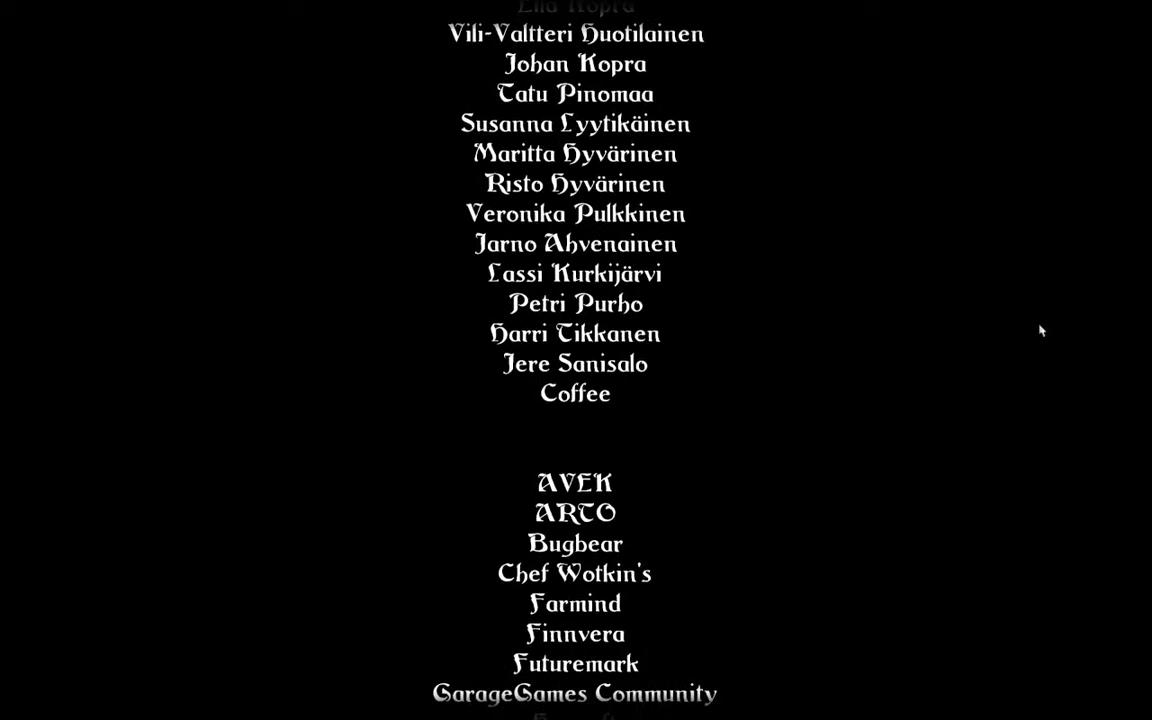 Vili-Valtteri Huotilainen
Johan Kopra
Tatu Pinomaa
Susanna Lyytikäinen
Maritta Hyvärinen
Risto Hyvärinen
Veronika Pulkkinen
Jarno Ahvenainen
Lassi Kurkijärvi
Petri Purho
Harri Tikkanen
Jere Sanisalo
Coffee
AVEK
ARTO
Bugbear
Chef Wotkin's
Farmind
Finnvera
Futuremark
GarageGames Community